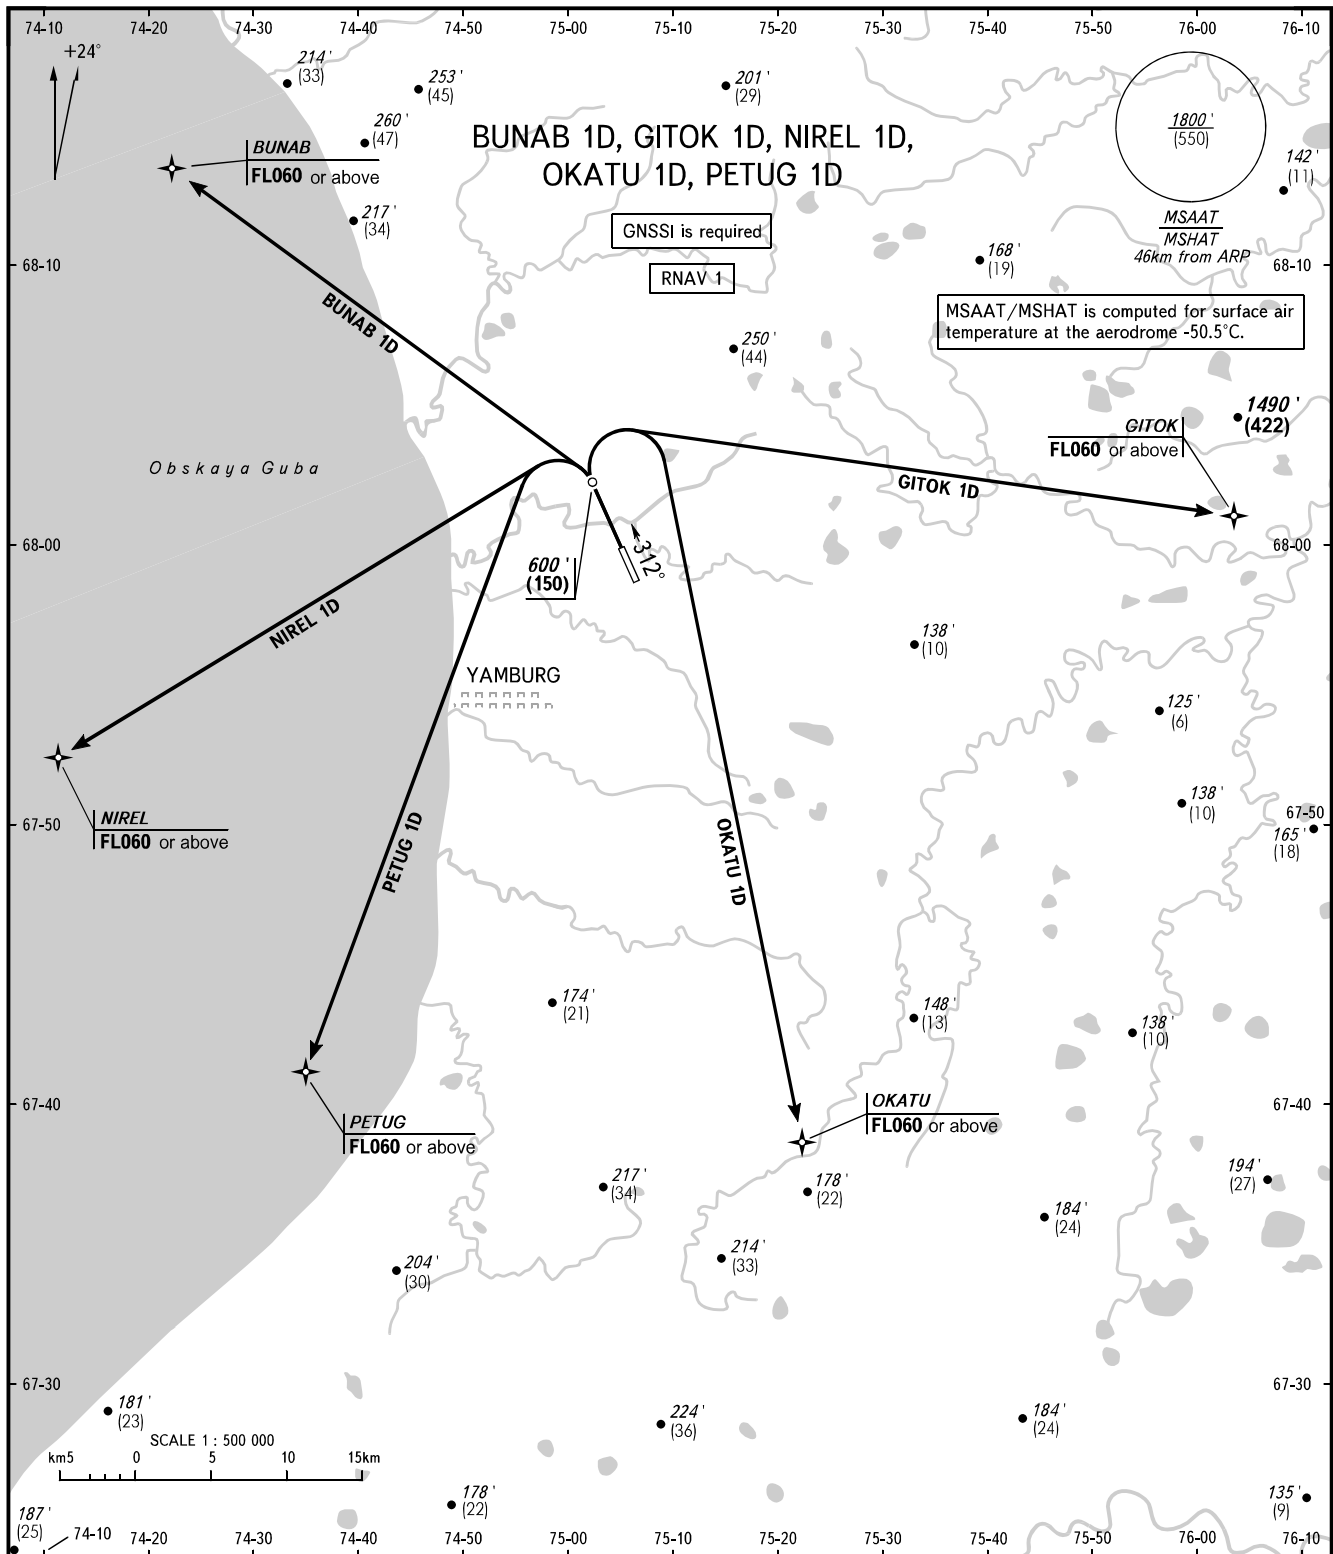 74-10 74-20 74-30 74-40 74-50 75-00 75-10 75-20 75-30 75-40 75-50 76-00 76-10
+24°
214'
(33)
253'
(45)
201'
(29)
260'
(47)
BUNAB 1D, GITOK 1D, NIREL 1D,
OKATU 1D, PETUG 1D
1800'
(550)
142'
(11)
BUNAB
FL060 or above
217'
(34)
GNSSI is required
RNAV 1
MSAAT
MSHAT
46km from ARP
168'
(19)
68-10
68-10
MSAAT/MSHAT is computed for surface air
temperature at the aerodrome -50.5°C.
BUNAB 1D
250'
(44)
1490'
(422)
GITOK
FL060 or above
Obskaya Guba
GITOK 1D
68-00
68-00
312°
600'
(150)
NIREL 1D
138'
(10)
YAMBURG
125'
(6)
138'
(10)
NIREL
FL060 or above
67-50
67-50
165'
(18)
PETUG 1D
OKATU 1D
174'
(21)
148'
(13)
138'
(10)
67-40
67-40
PETUG
FL060 or above
OKATU
FL060 or above
217'
(34)
178'
(22)
194'
(27)
184'
(24)
214'
(33)
204'
(30)
67-30
67-30
181'
(23)
224'
(36)
184'
(24)
SCALE 1 : 500 000
km5 0 5 10 15km
178'
(22)
135'
(9)
187'
(25)
74-10 74-20 74-30 74-40 74-50 75-00 75-10 75-20 75-30 75-40 75-50 76-00 76-10